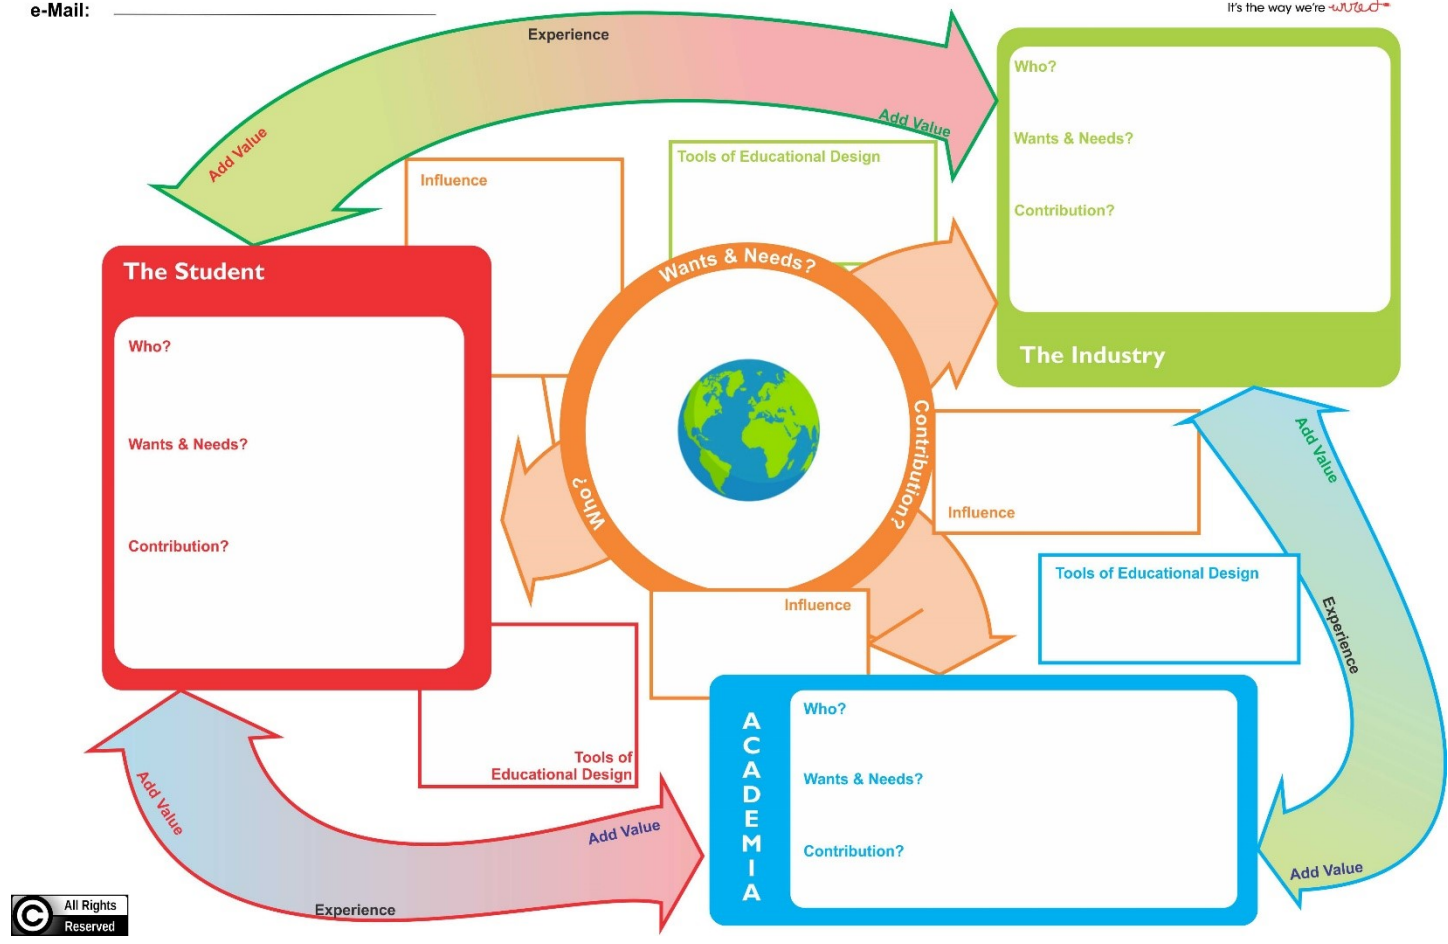 e-Mail:
It's the way we're wired
Experience
Add Value
Add Value
Who?
Wants & Needs?
Contribution?
The Industry
Influence
Tools of Educational Design
The Student
Who?
Wants & Needs?
Contribution?
Wants & Needs?
Contribution?
Who?
Influence
Add Value
Tools of Educational Design
Experience
Add Value
Influence
Tools of
Educational Design
ACADEMIA
Who?
Wants & Needs?
Contribution?
Add Value
Add Value
Experience
All Rights
Reserved